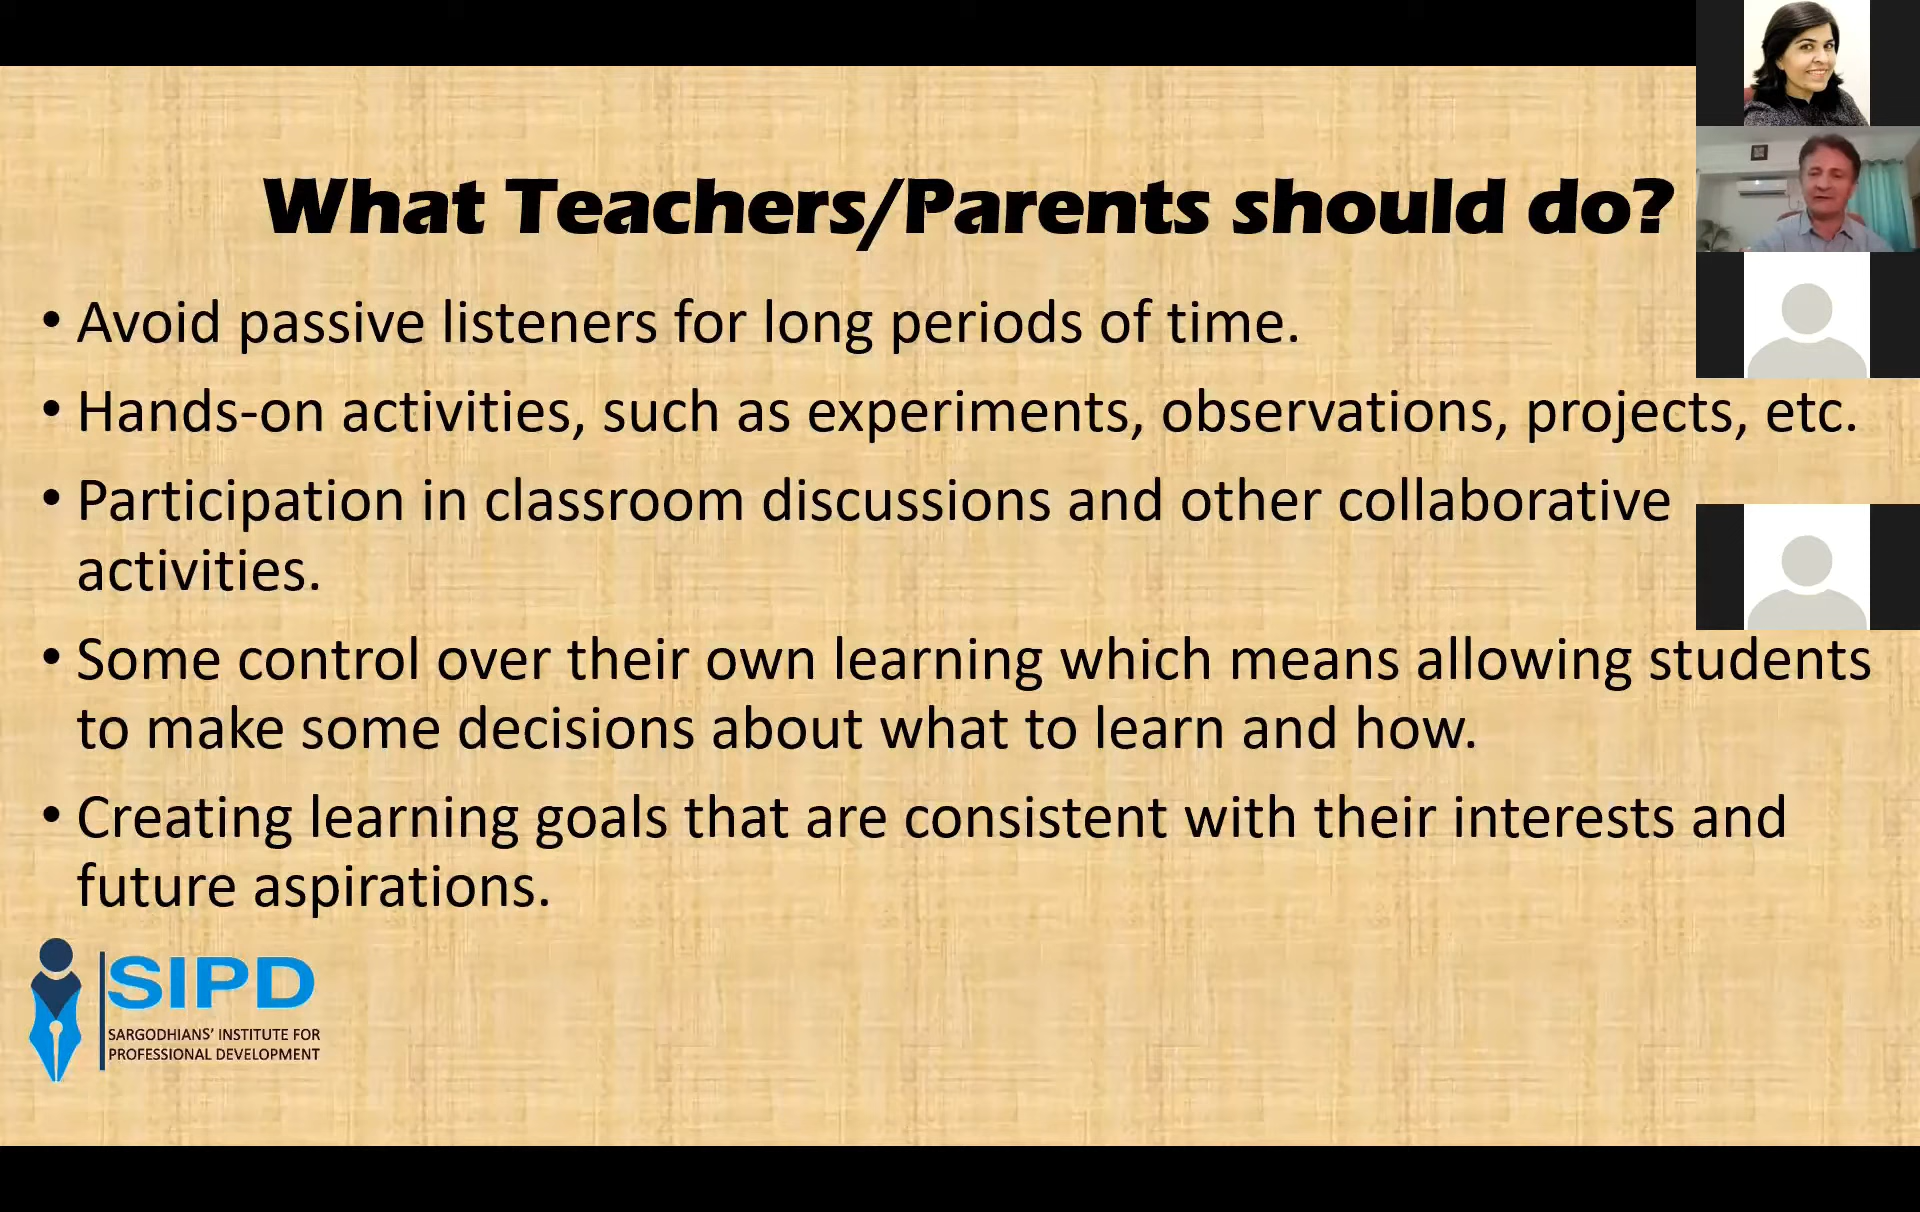 What Teachers/Parents should do?
• Avoid passive listeners for long periods of time.
• Hands-on activities, such as experiments, observations, projects, etc.
• Participation in classroom discussions and other collaborative
activities.
• Some control over their own learning which means allowing students
to make some decisions about what to learn and how.
• Creating learning goals that are consistent with their interests and
future aspirations.
SIPD
SARGODHIANS' INSTITUTE FOR
PROFESSIONAL DEVELOPMENT